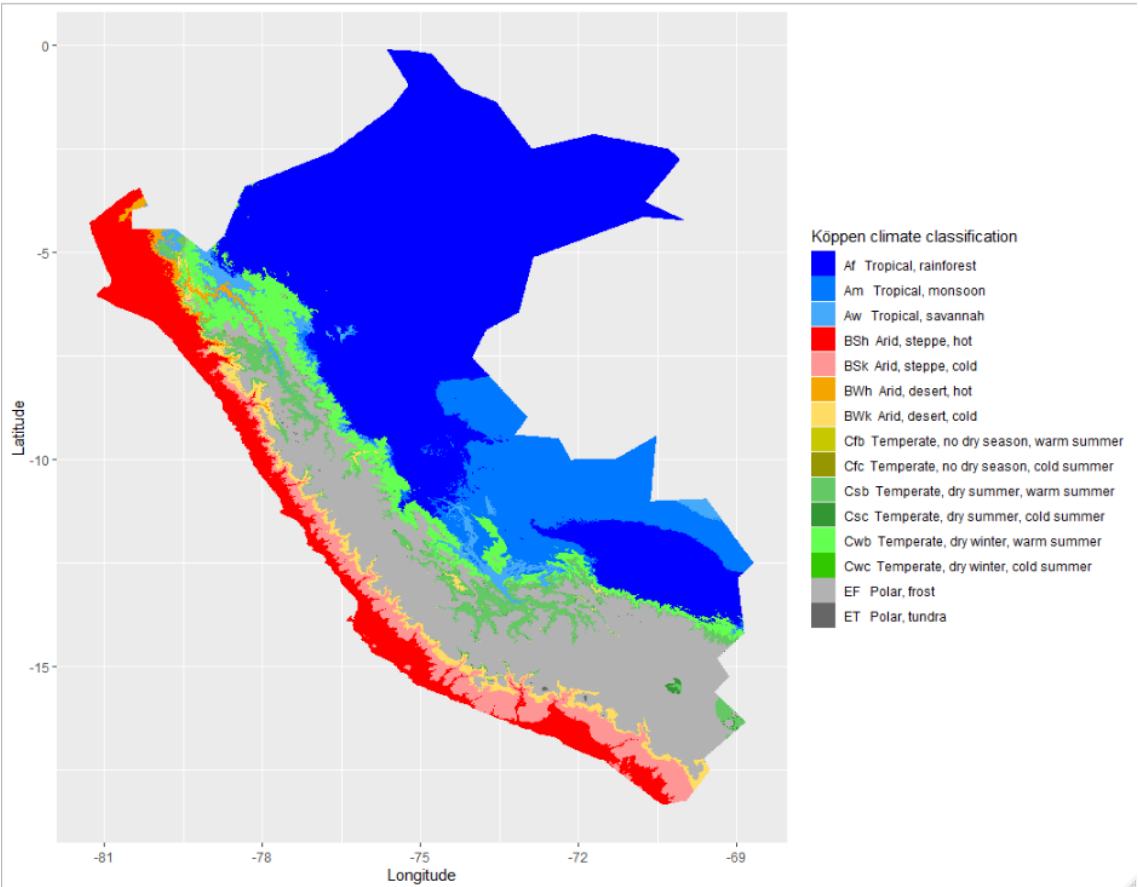 0
-5
-10
-15
Latitude
-81
-78
-75
-72
-69
Longitude
Köppen climate classification
Af Tropical, rainforest
Am Tropical, monsoon
Aw Tropical, savannah
BSh Arid, steppe, hot
BSk Arid, steppe, cold
BWh Arid, desert, hot
BWk Arid, desert, cold
Cfb Temperate, no dry season, warm summer
Cfc Temperate, no dry season, cold summer
Csb Temperate, dry summer, warm summer
Csc Temperate, dry summer, cold summer
Cwb Temperate, dry winter, warm summer
Cwc Temperate, dry winter, cold summer
EF Polar, frost
ET Polar, tundra